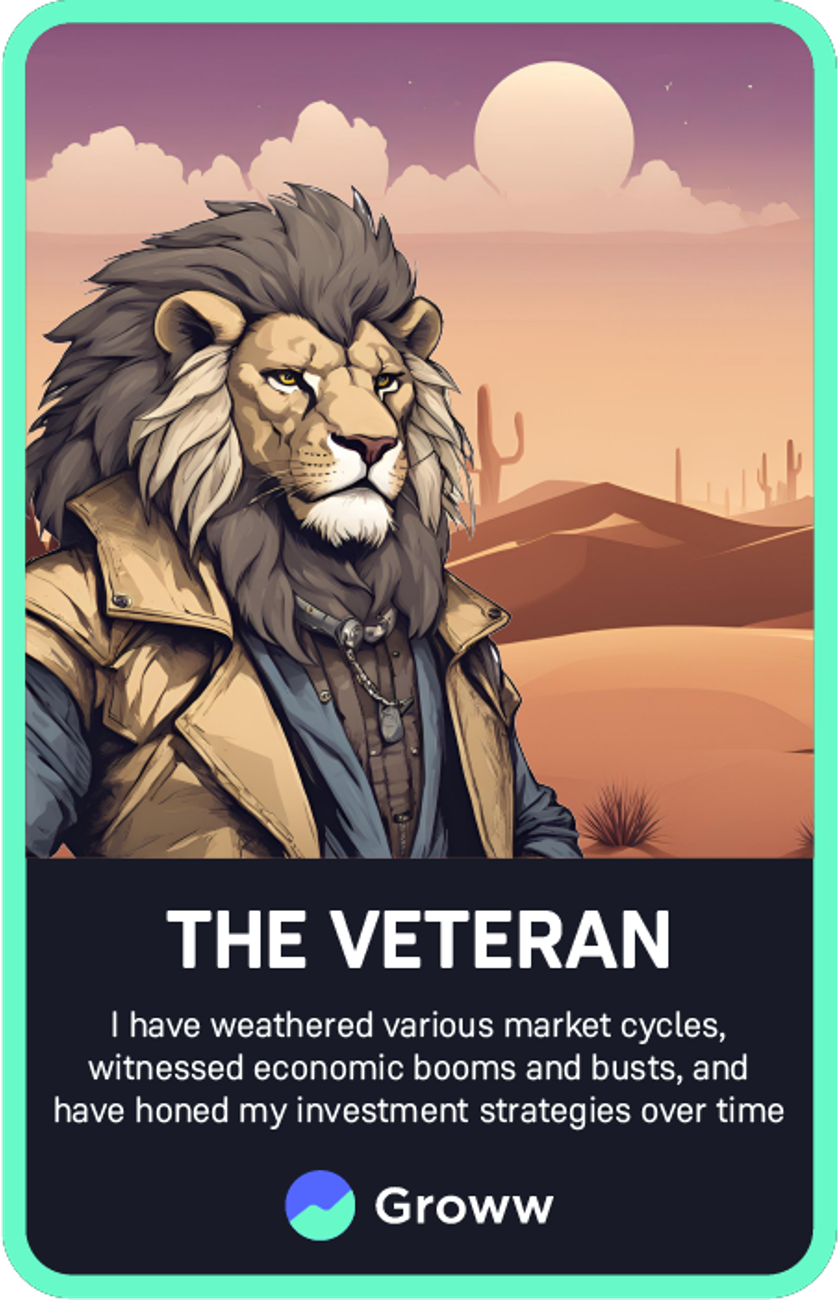 THE VETERAN
I have weathered various market cycles,
witnessed economic booms and busts, and
have honed my investment strategies over time
Groww